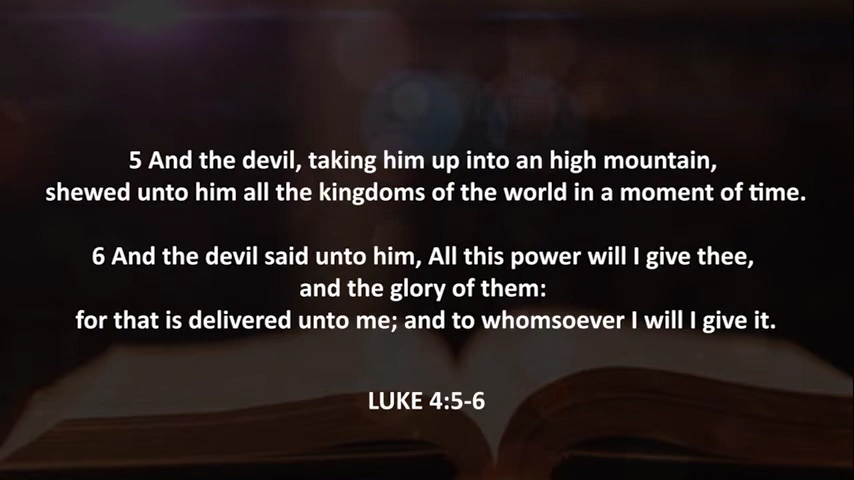 5 And the devil, taking him up into an high mountain,
shewed unto him all the kingdoms of the world in a moment of time.
6 And the devil said unto him, All this power will I give thee,
and the glory of them:
for that is delivered unto me; and to whomsoever I will I give it.
LUKE 4:5-6